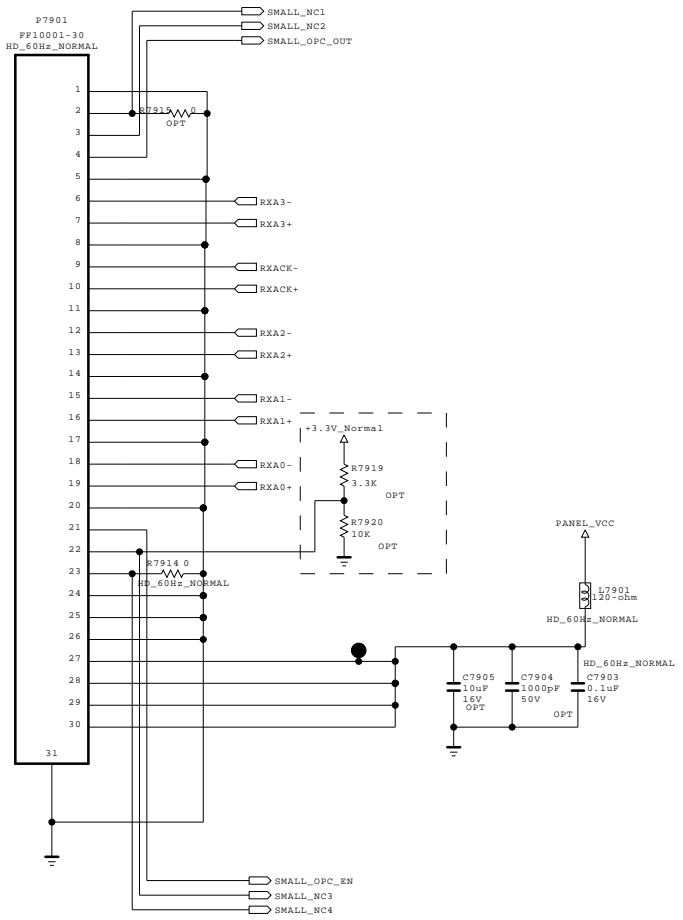 P7901
FF10001-30
HD_60Hz_NORMAL
SMALL_NC1
SMALL_NC2
SMALL_OPC_OUT
1
2
R7915 0
OPT
3
4
5
6
RXA3-
7
RXA3+
8
9
RXACK-
10
RXACK+
11
12
RXA2-
13
RXA2+
14
15
RXA1-
16
RXA1+
17
18
RXA0-
19
RXA0+
20
21
22
23
R7914 0
HD_60Hz_NORMAL
24
25
26
27
28
29
30
31
+3.3V_Normal
R7919
3.3K
OPT
R7920
10K
OPT
PANEL_VCC
L7901
120-ohm
HD_60Hz_NORMAL
HD_60Hz_NORMAL
C7905
10uF
16V
OPT
C7904
1000pF
50V
C7903
0.1uF
16V
OPT
SMALL_OPC_EN
SMALL_NC3
SMALL_NC4